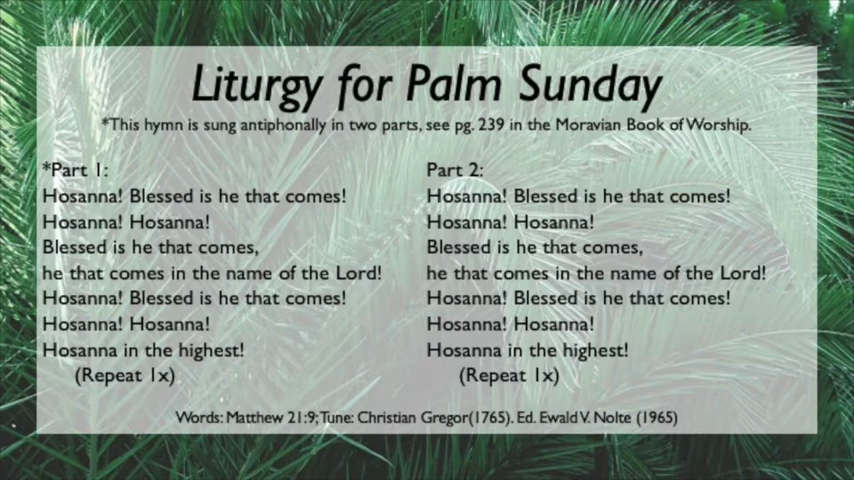 Liturgy for Palm Sunday
*This hymn is sung antiphonally in two parts, see pg. 239 in the Moravian Book of Worship.
*Part 1:
Hosanna! Blessed is he that comes!
Hosanna! Hosanna!
Blessed is he that comes,
he that comes in the name of the Lord!
Hosanna! Blessed is he that comes!
Hosanna! Hosanna!
Hosanna in the highest!
(Repeat 1x)
Part 2:
Hosanna! Blessed is he that comes!
Hosanna! Hosanna!
Blessed is he that comes,
he that comes in the name of the Lord!
Hosanna! Blessed is he that comes!
Hosanna! Hosanna!
Hosanna in the highest!
(Repeat 1x)
Words: Matthew 21:9; Tune: Christian Gregor(1765). Ed. Ewald V. Nolte (1965)